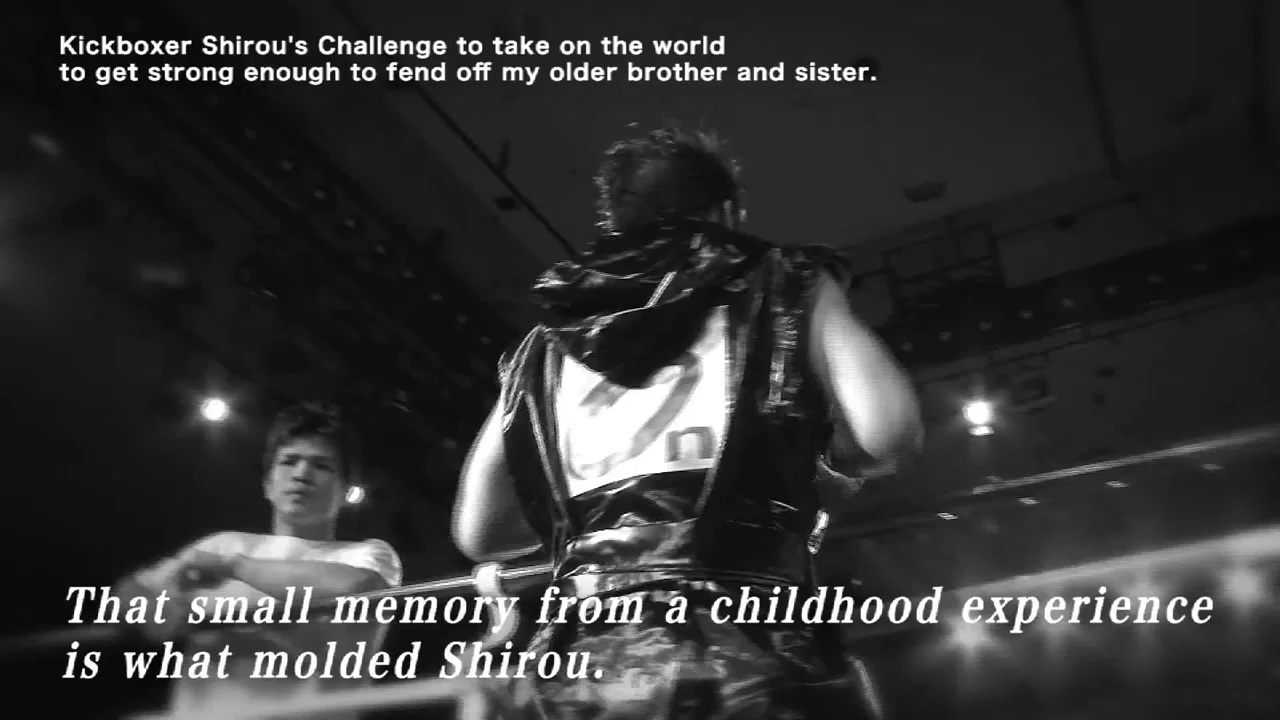 Kickboxer Shirou's Challenge to take on the world
to get strong enough to fend off my older brother and sister.
That small memory from a childhood experience
is what molded Shirou.